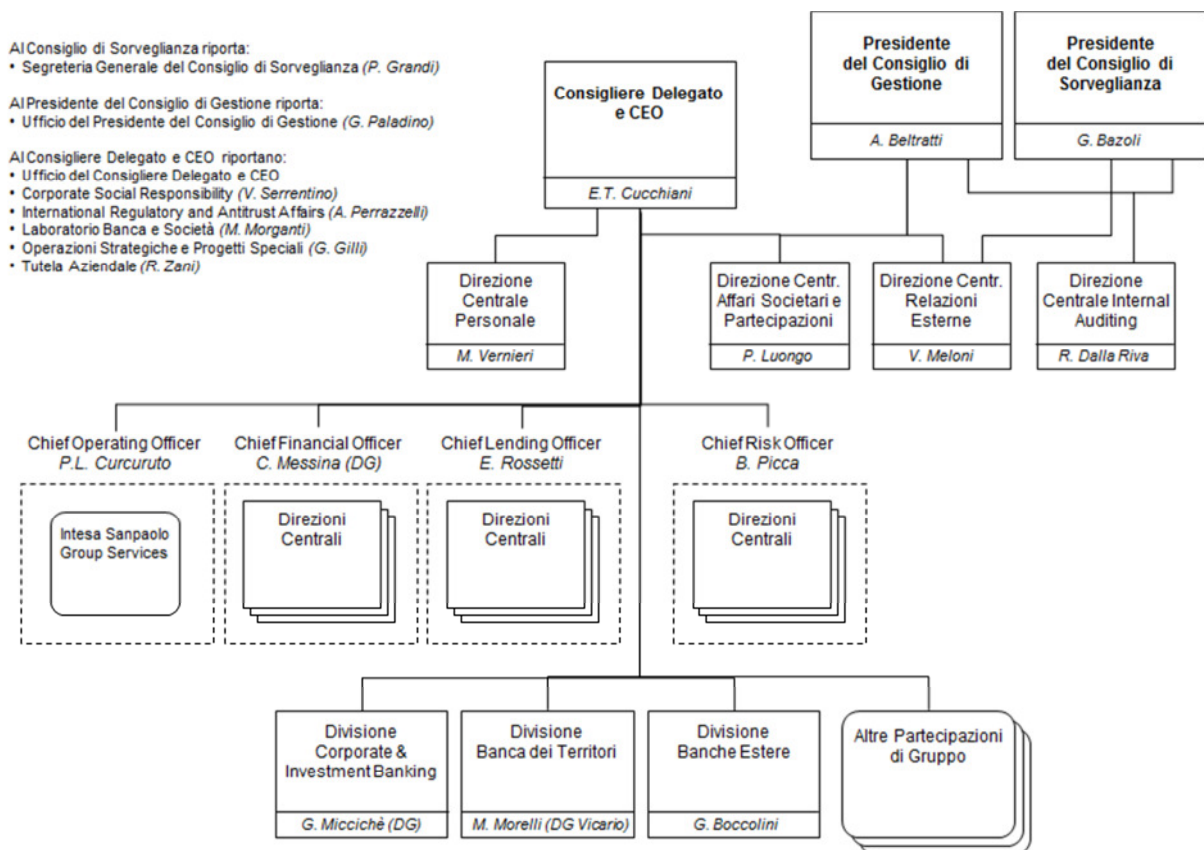 Al Consiglio di Sorveglianza riporta:
• Segreteria Generale del Consiglio di Sorveglianza (P. Grandi)
Al Presidente del Consiglio di Gestione riporta:
• Ufficio del Presidente del Consiglio di Gestione (G. Paladino)
Al Consigliere Delegato e CEO riportano:
• Ufficio del Consigliere Delegato e CEO
• Corporate Social Responsibility (V. Serrentino)
• International Regulatory and Antitrust Affairs (A. Perrazzelli)
• Laboratorio Banca e Società (M. Morganti)
• Operazioni Strategiche e Progetti Speciali (G. Gilli)
• Tutela Aziendale (R. Zani)
Consigliere Delegato
e CEO
E.T. Cucchiani
Presidente
del Consiglio di
Gestione
A. Beltratti
Presidente
del Consiglio di
Sorveglianza
G. Bazoli
Direzione
Centrale
Personale
M. Vernieri
Direzione Centr.
Affari Societari e
Partecipazioni
P. Luongo
Direzione Centr.
Relazioni
Esterne
V. Meloni
Direzione
Centrale Internal
Auditing
R. Dalla Riva
Chief Operating Officer
P.L. Curcuruto
Chief Financial Officer
C. Messina (DG)
Chief Lending Officer
E. Rossetti
Chief Risk Officer
B. Picca
Intesa Sanpaolo
Group Services
Direzioni
Centrali
Direzioni
Centrali
Direzioni
Centrali
Divisione
Corporate &
Investment Banking
G. Miccichè (DG)
Divisione
Banca dei Territori
M. Morelli (DG Vicario)
Divisione
Banche Estere
G. Boccolini
Altre Partecipazioni
di Gruppo